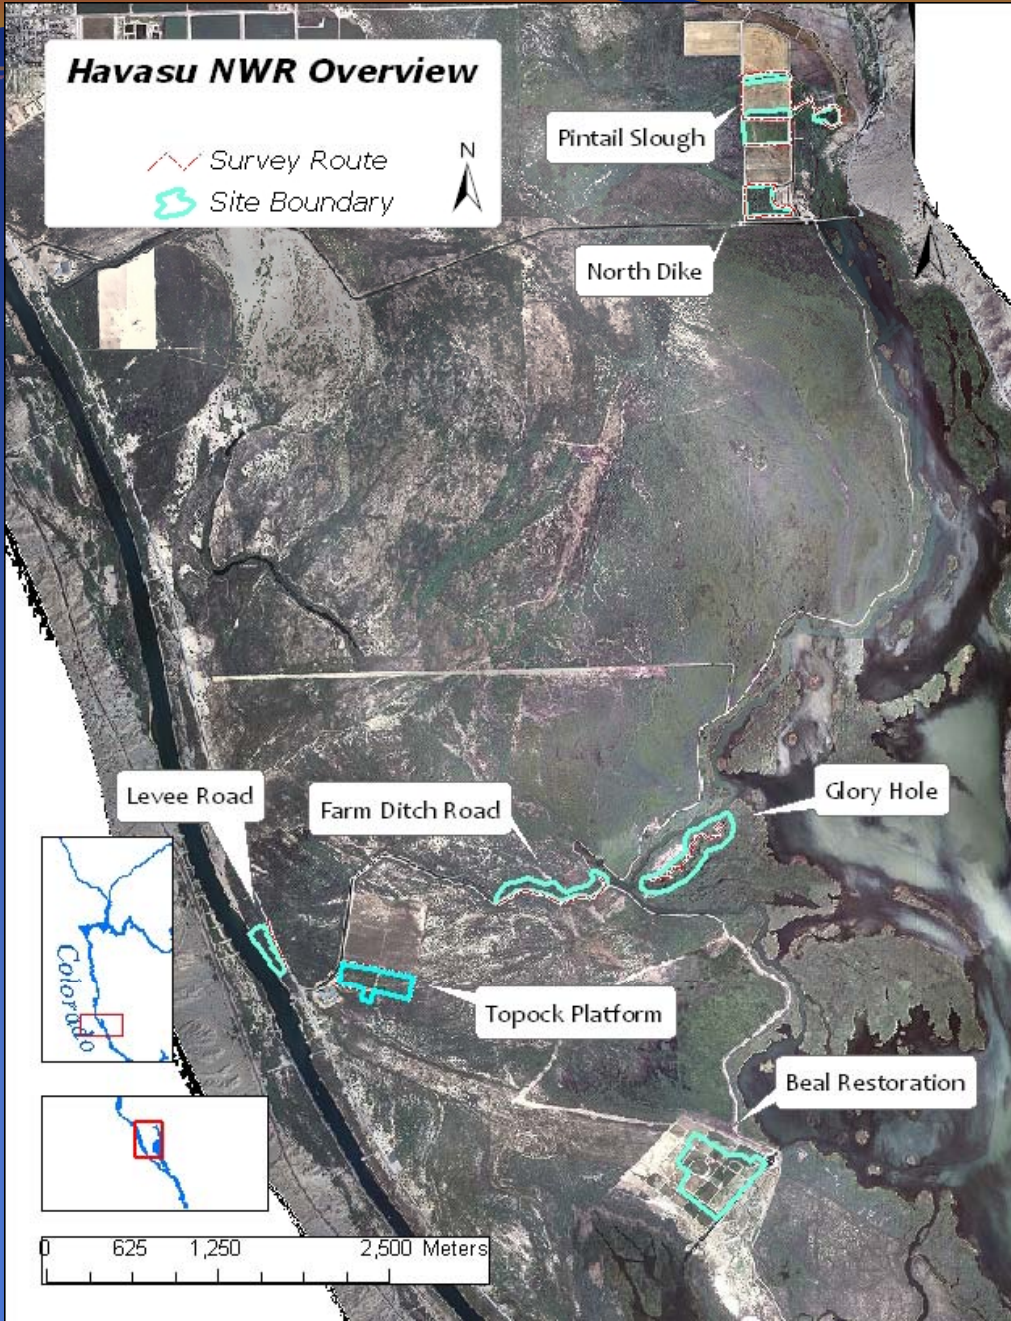 Havasu NWR Overview
Survey Route
Site Boundary
N
Pintail Slough
N
North Dike
Levee Road
Farm Ditch Road
Glory Hole
Colorado
Topock Platform
Beal Restoration
0 625 1,250 2,500 Meters